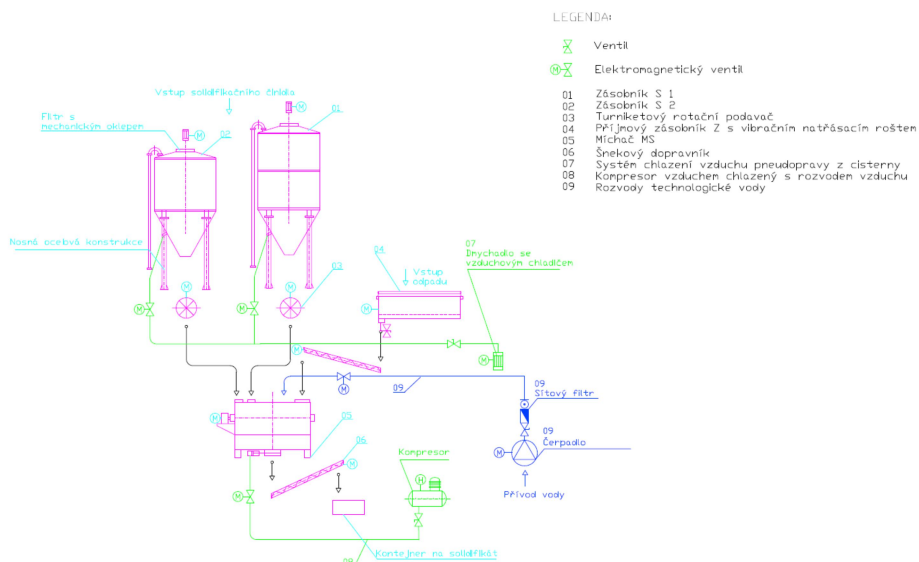 LEGENDA:
Ventil
M Elektromagnetický ventil
01 Zásobník S 1
02 Zásobník S 2
03 Turniketový rotační podavač
04 Příjmový zásobník Z s vibračním natřásacím roštem
05 Míchač MS
06 Šnekový dopravník
07 Systém chlazení vzduchu pneudopravy z cisterny
08 Kompresor vzduchem chlazený s rozvodem vzduchu
09 Rozvody technologické vody
Vstup solidifikačního činidla
M
01
Filtr s
mechanickým oklepem
M
02
Nosná ocelová konstrukce
04
Vstup
odpadu
07
Dmychadlo se
vzduchovým chladičem
03
M
M
M
M
M
M
M
M
09
09
Síťový filtr
M
05
09
Čerpadlo
M
06
M
Kompresor
M
M
Přívod vody
Kontejner na solidifikát